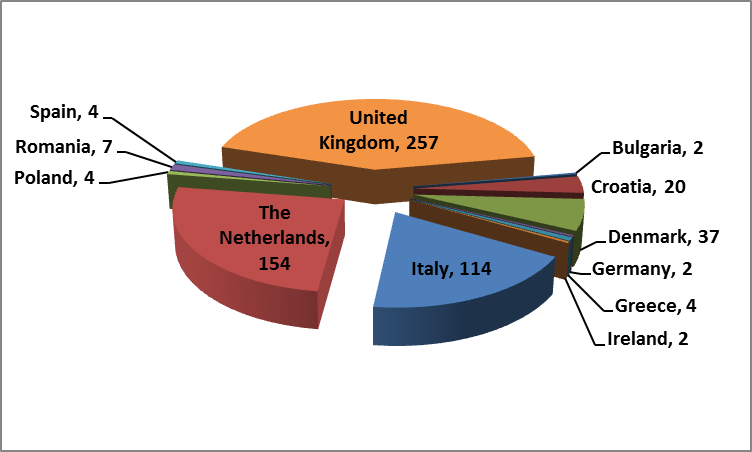 United
Kingdom, 257
Bulgaria, 2
Croatia, 20
Denmark, 37
Germany, 2
Greece, 4
Ireland, 2
Italy, 114
The
Netherlands,
154
Poland, 4
Romania, 7
Spain, 4